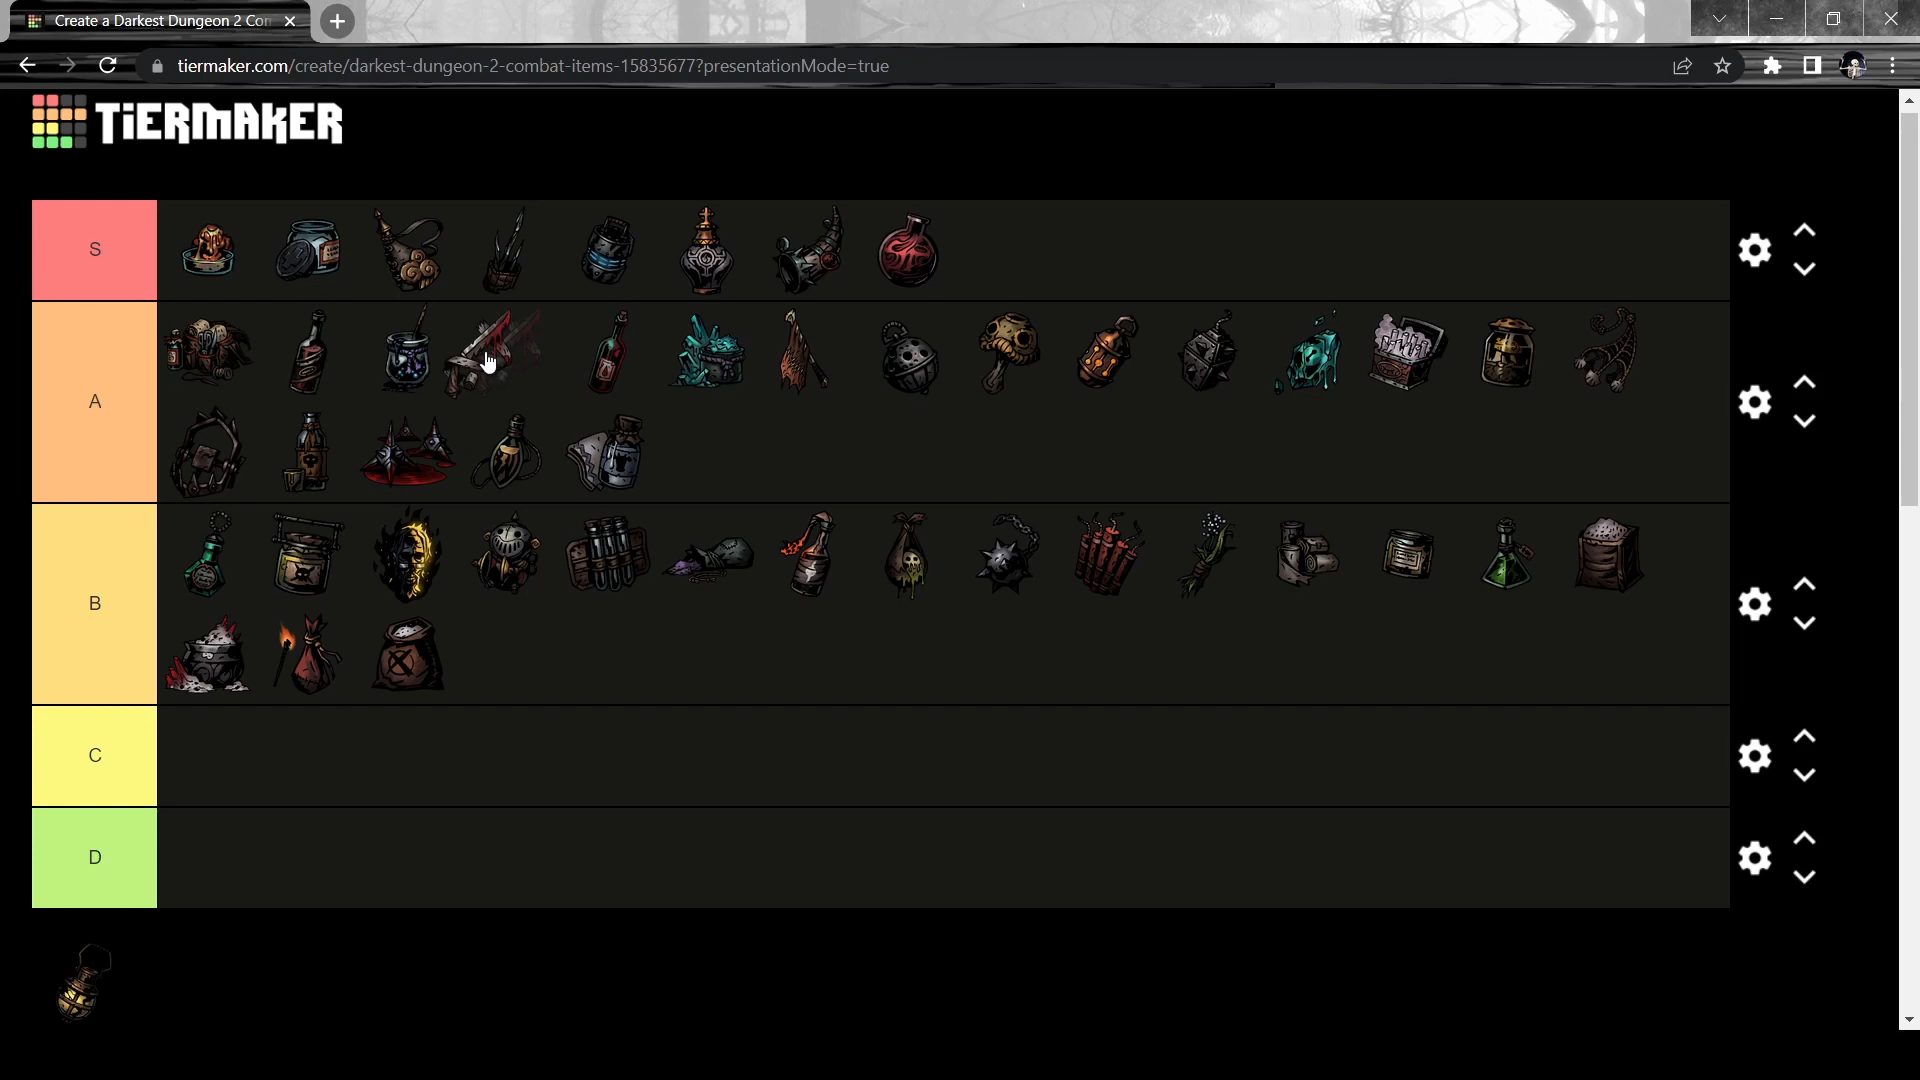 Create a Darkest Dungeon 2 Con
tiermaker.com/create/darkest-dungeon-2-combat-items-15835677?presentationMode=true
TiERMAKER
S
A
B
C
D